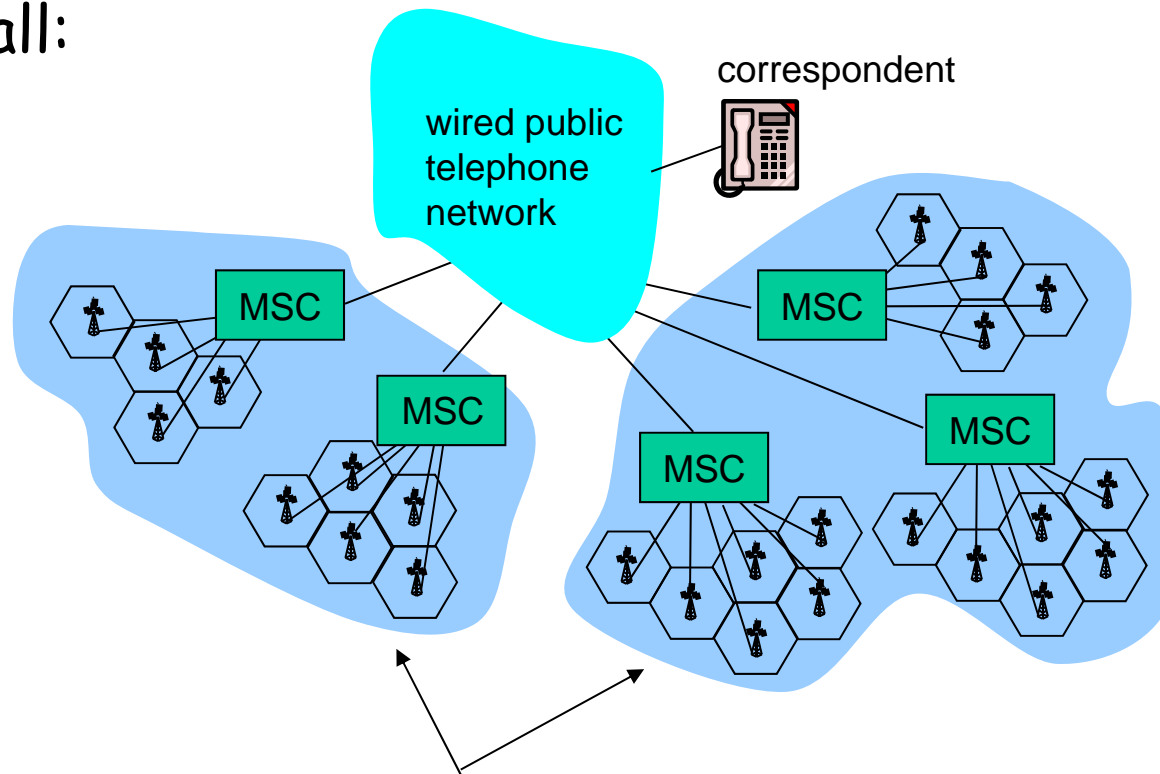 all:
correspondent
wired public
telephone
network
MSC
MSC
MSC
MSC
MSC